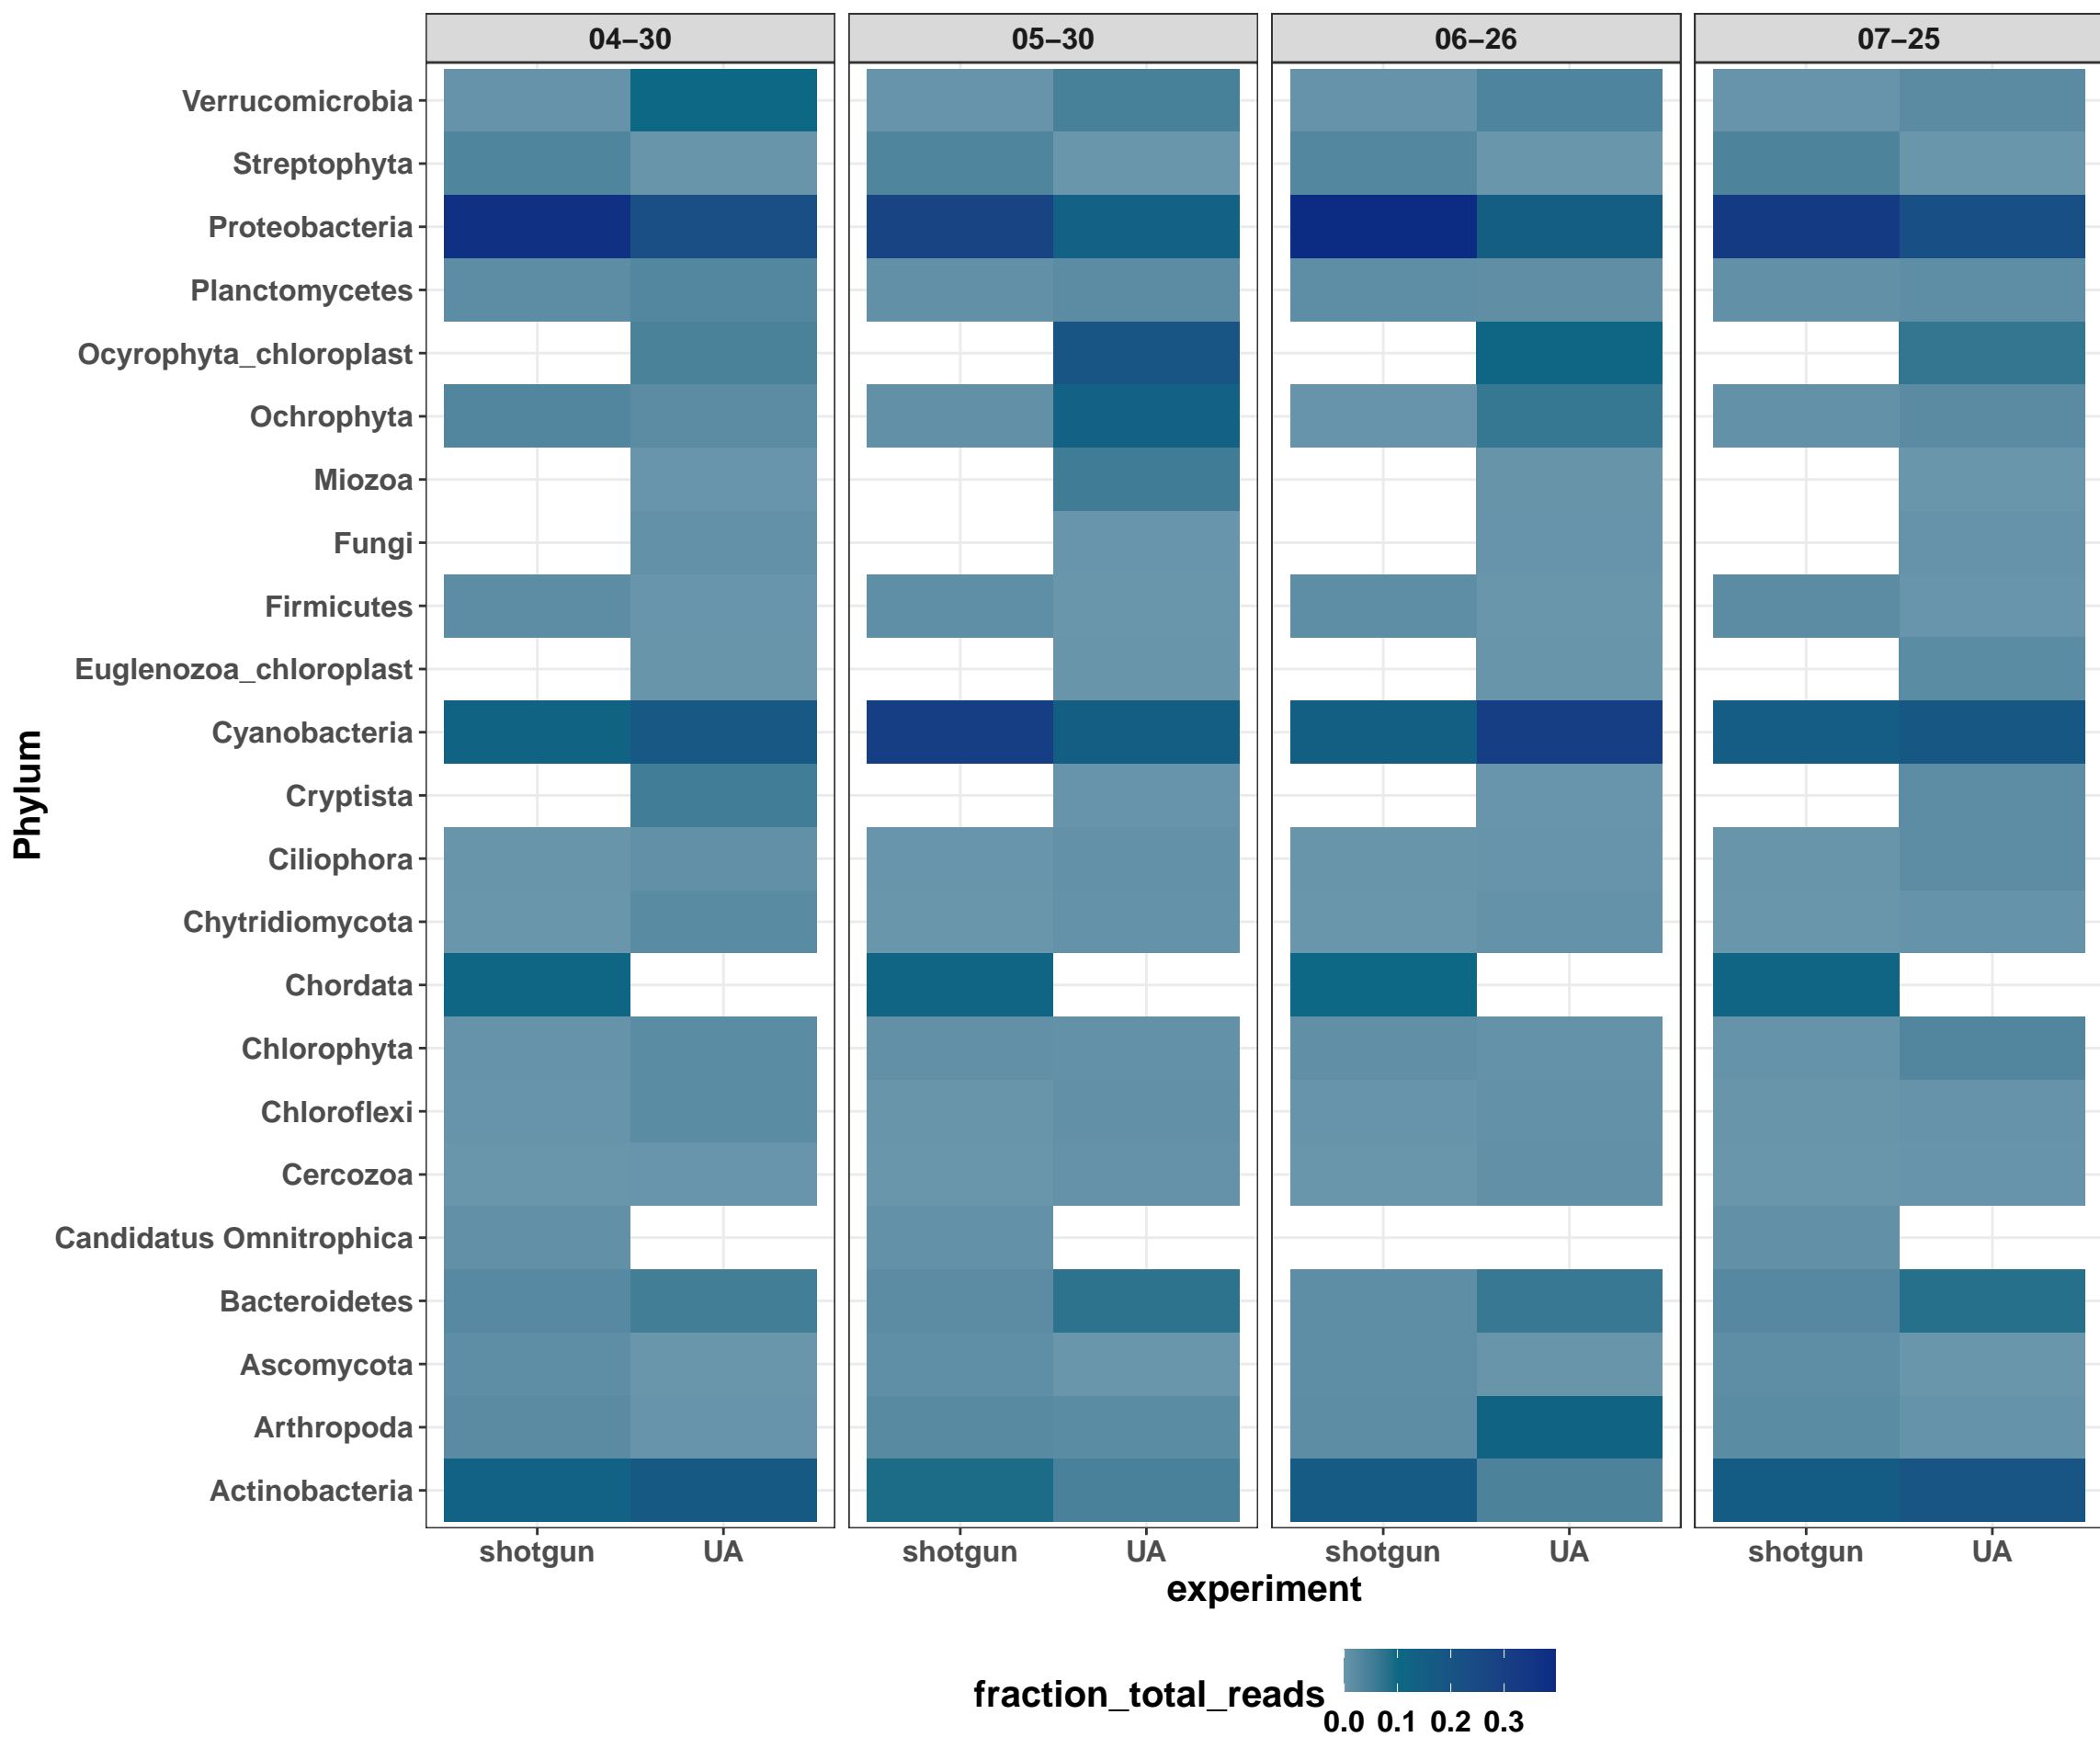 04–30 05–30 06–26 07–25
Verrucomicrobia
Streptophyta
Proteobacteria
Planctomycetes
Ocyrophyta_chloroplast
Ochrophyta
Miozoa
Fungi
Firmicutes
Euglenozoa_chloroplast
Cyanobacteria
Cryptista
Ciliophora
Chytridiomycota
Chordata
Chlorophyta
Chloroflexi
Cercozoa
Candidatus Omnitrophica
Bacteroidetes
Ascomycota
Arthropoda
Actinobacteria
Phylum
shotgun UA shotgun UA shotgun UA shotgun UA
experiment
fraction_total_reads
0.0 0.1 0.2 0.3